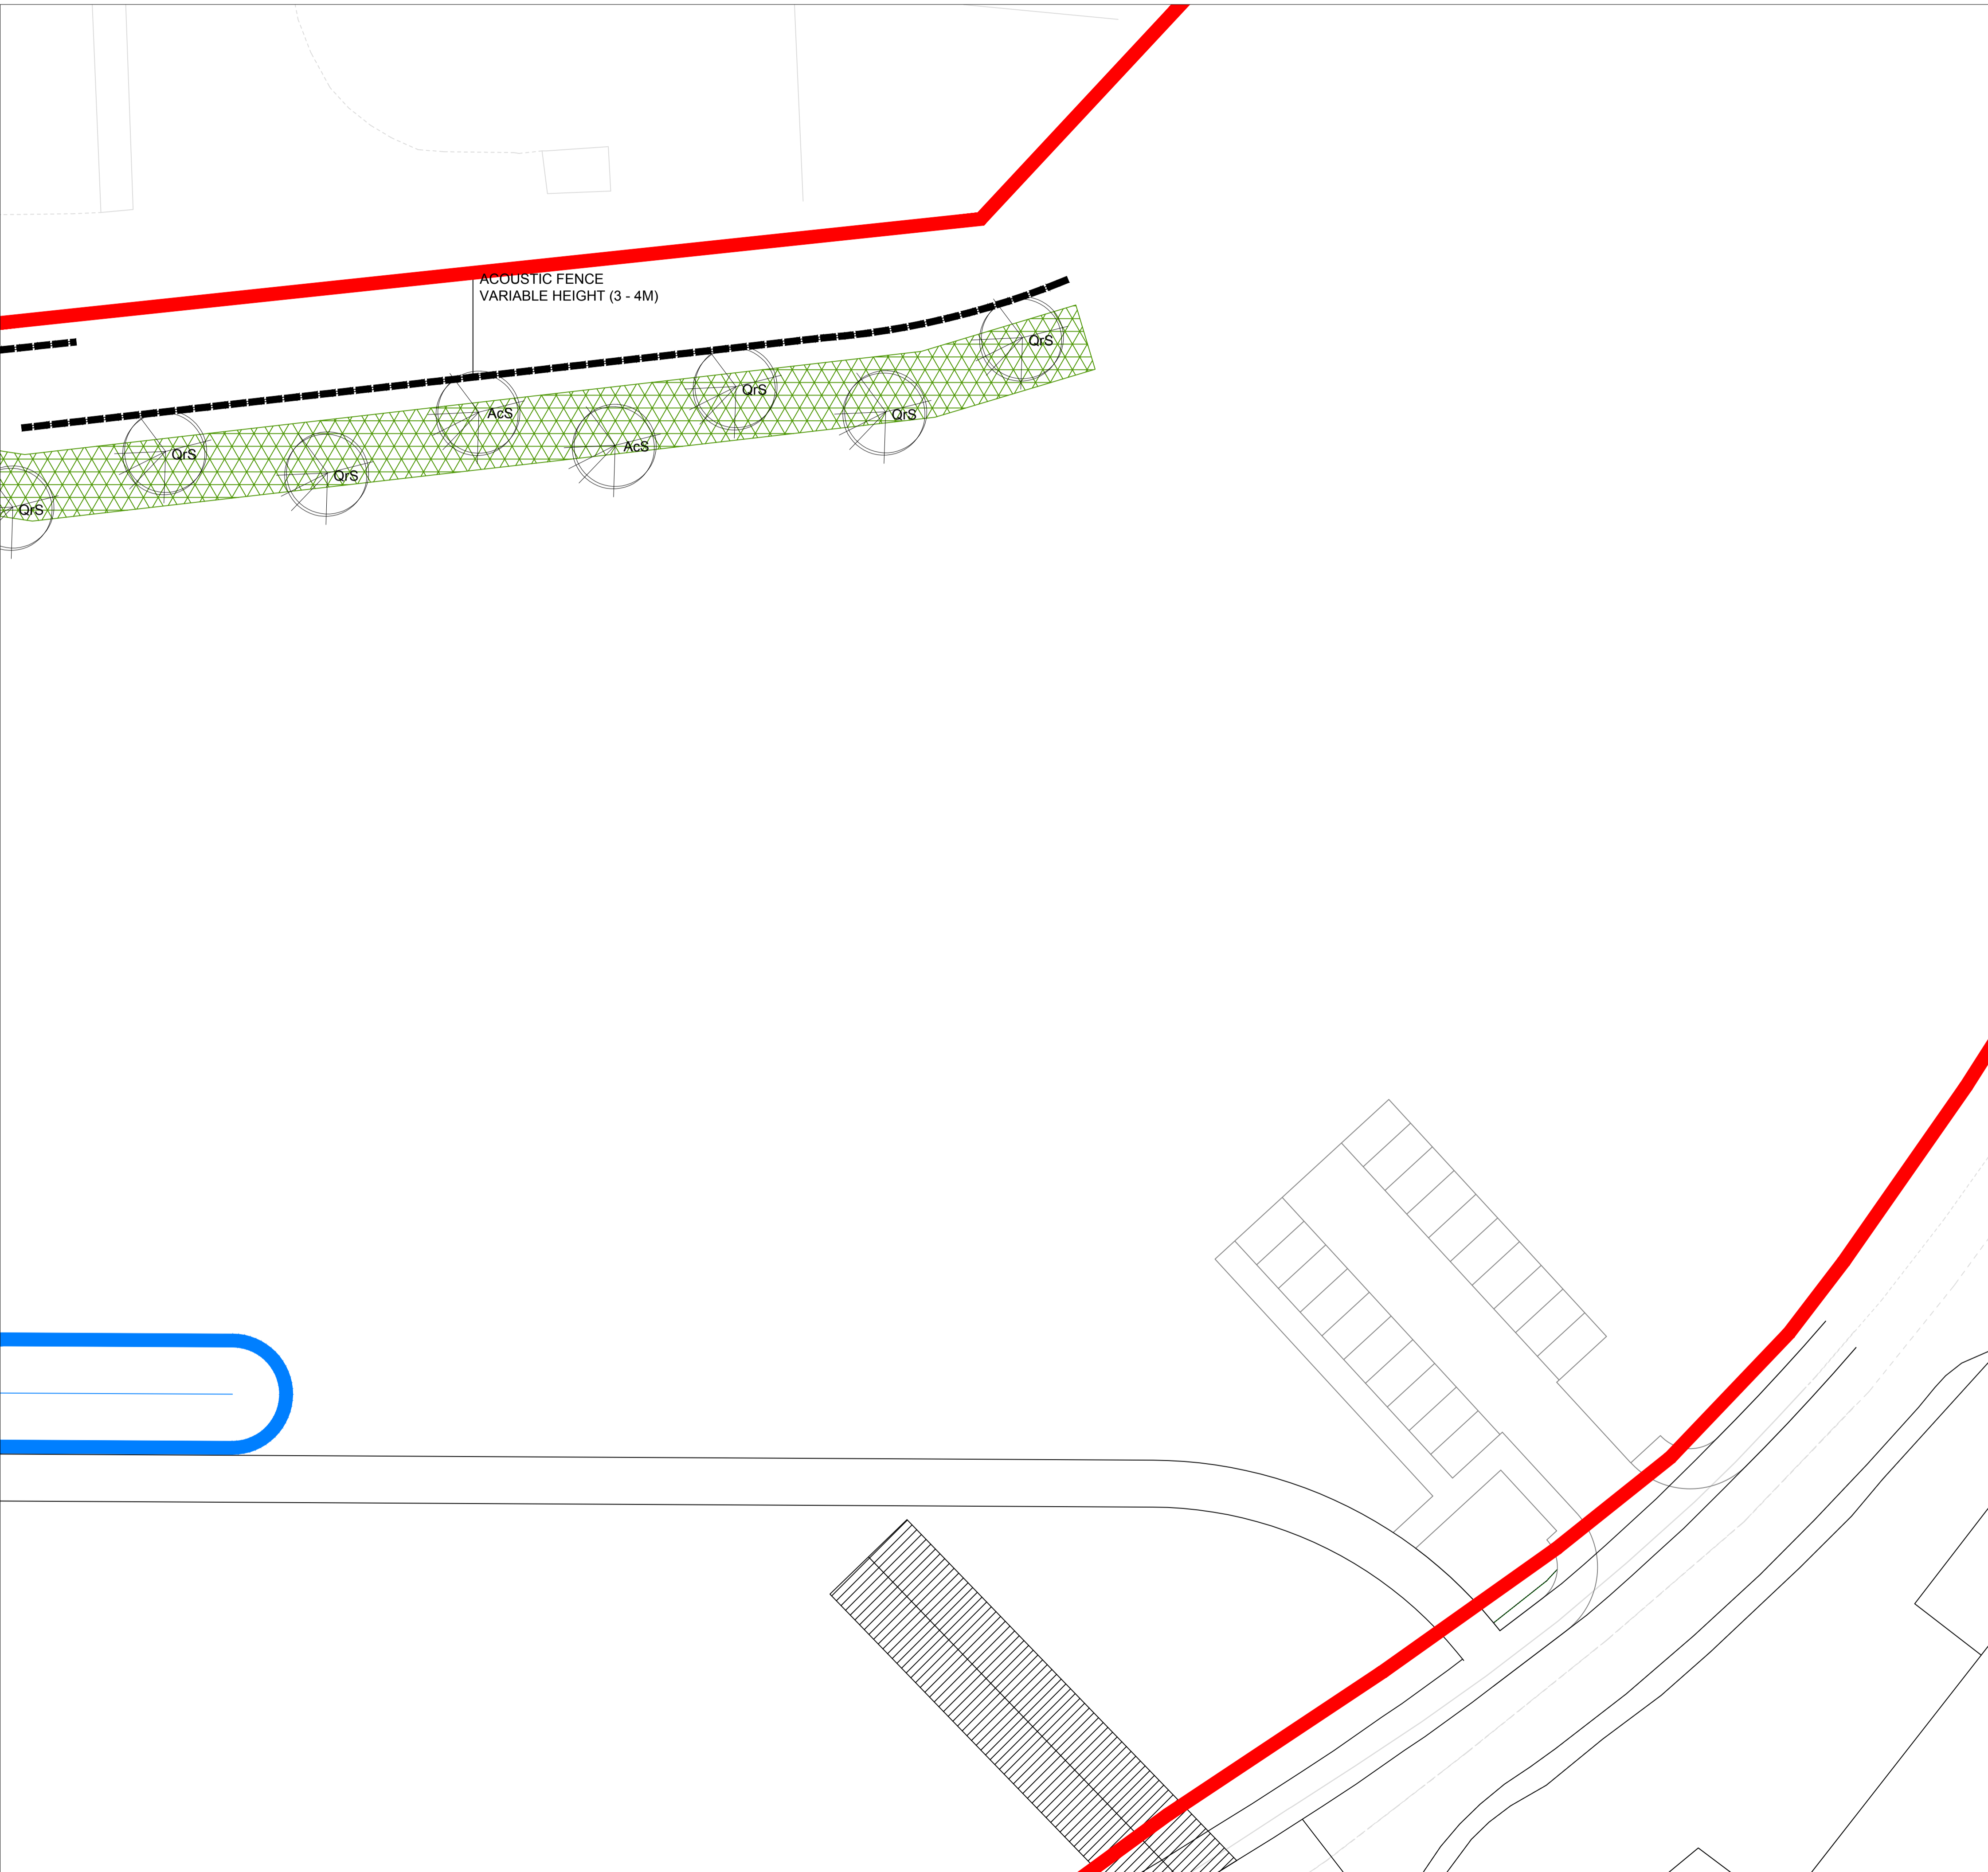 ACOUSTIC FENCE
VARIABLE HEIGHT (3 - 4M)
QrS
QrS
QrS
AcS
QrS
AcS
QrS
QrS